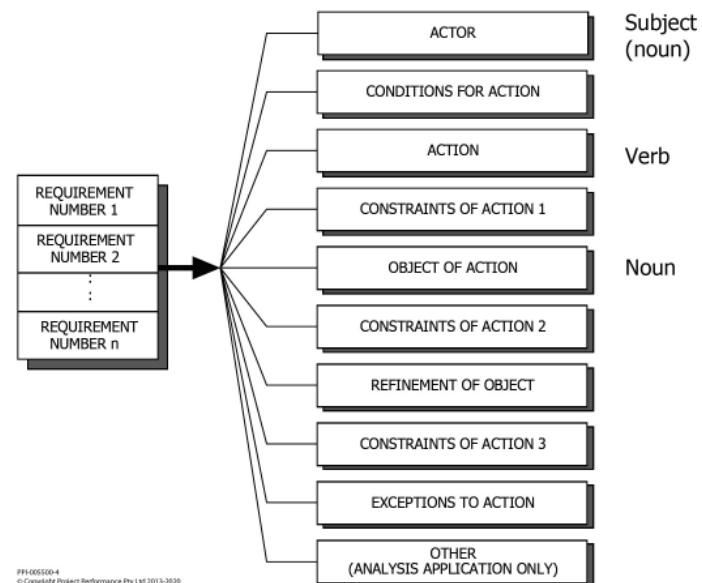 ACTOR
Subject
(noun)
CONDITIONS FOR ACTION
ACTION
Verb
REQUIREMENT
NUMBER 1
CONSTRAINTS OF ACTION 1
REQUIREMENT
NUMBER 2
OBJECT OF ACTION
Noun
:
:
REQUIREMENT
NUMBER n
CONSTRAINTS OF ACTION 2
REFINEMENT OF OBJECT
CONSTRAINTS OF ACTION 3
EXCEPTIONS TO ACTION
OTHER
(ANALYSIS APPLICATION ONLY)
PPI-005500-4
© Copyright Project Performance Pty Ltd 2013-2020